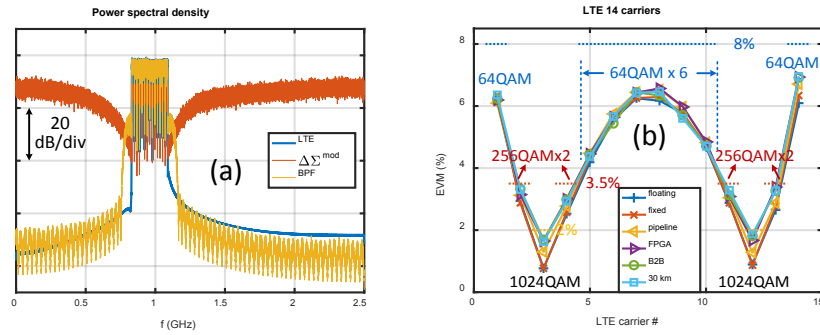 Power spectral density
20
dB/div
(a)
LTE
ΔΣ mod
BPF
0
0.5
1
1.5
2
2.5
f (GHz)
LTE 14 carriers
8
6
4
2
0
EVM (%)
8%
64QAM
64QAM x 6
64QAM
(b)
256QAMx2
256QAMx2
3.5%
2%
1024QAM
1024QAM
floating
fixed
pipeline
FPGA
B2B
30 km
0
5
10
15
LTE carrier #